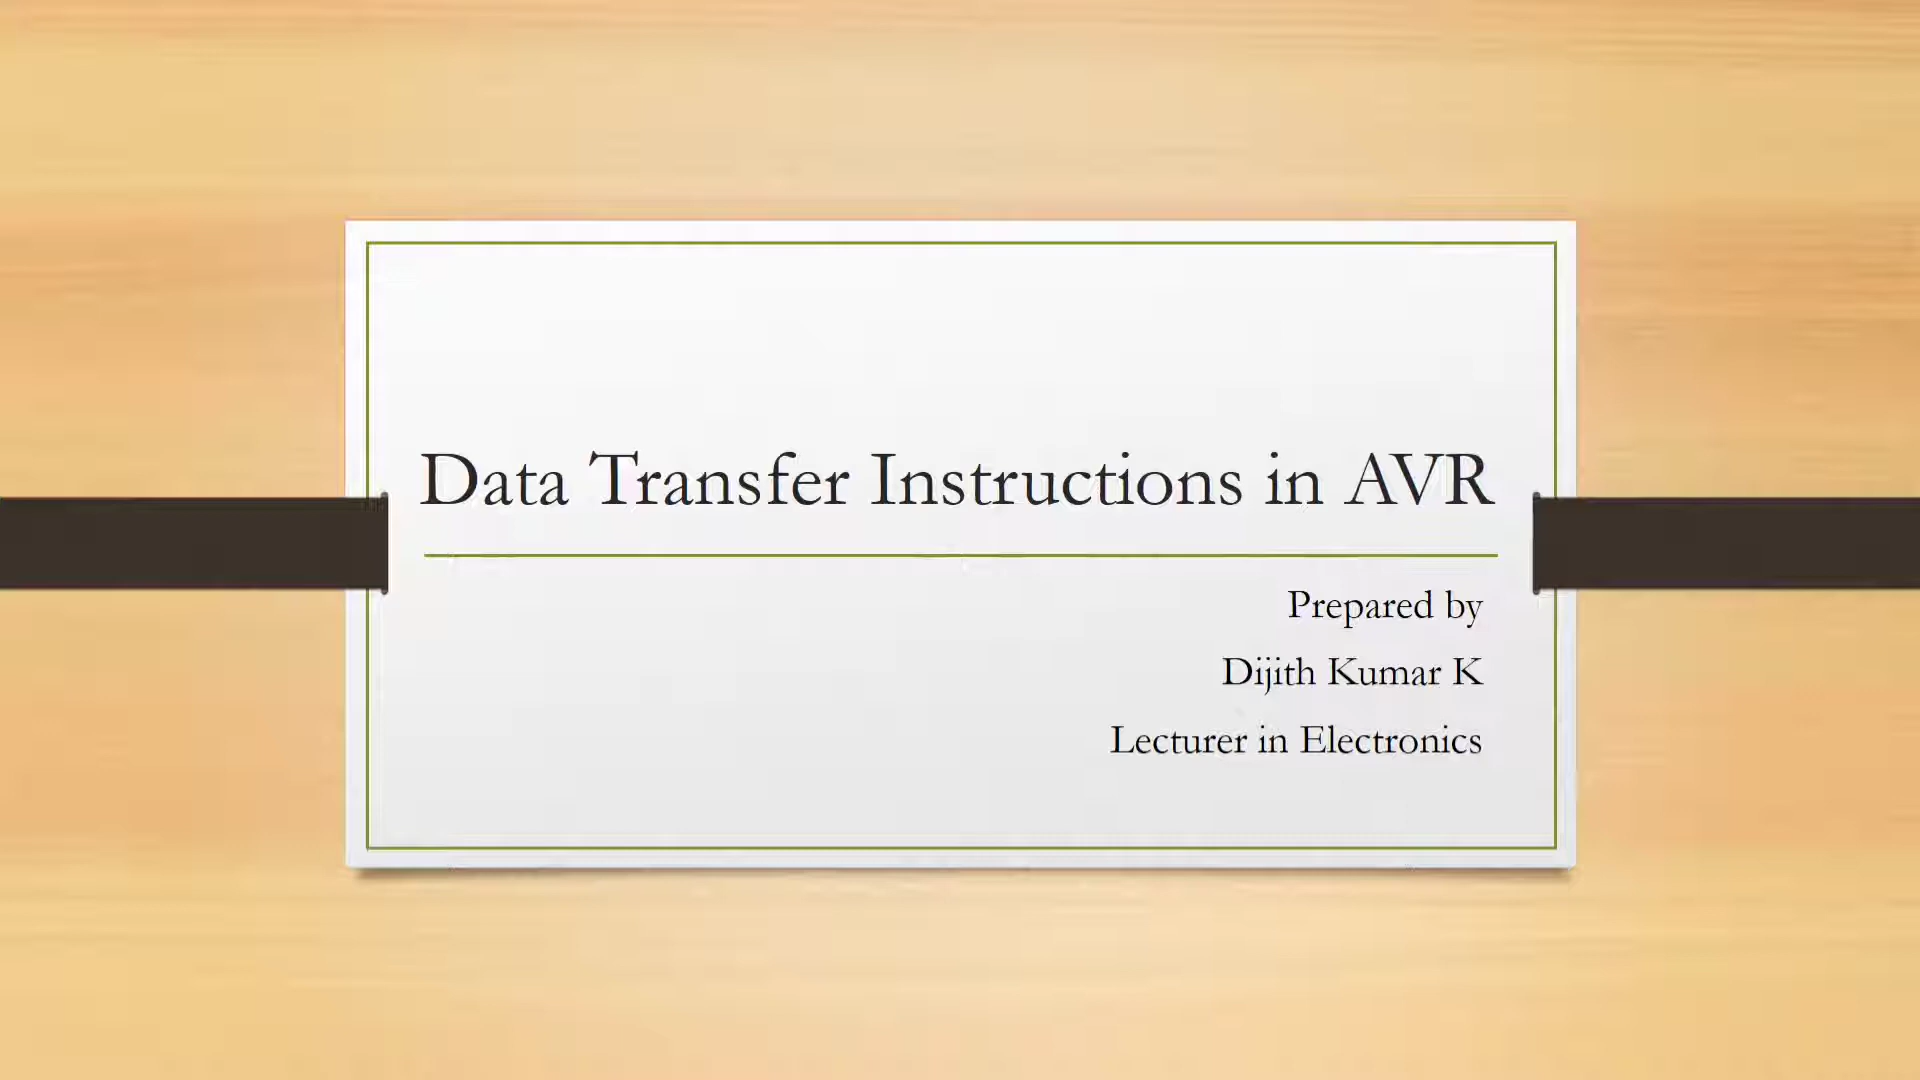 Data Transfer Instructions in AVR
Prepared by
Dijith Kumar K
Lecturer in Electronics